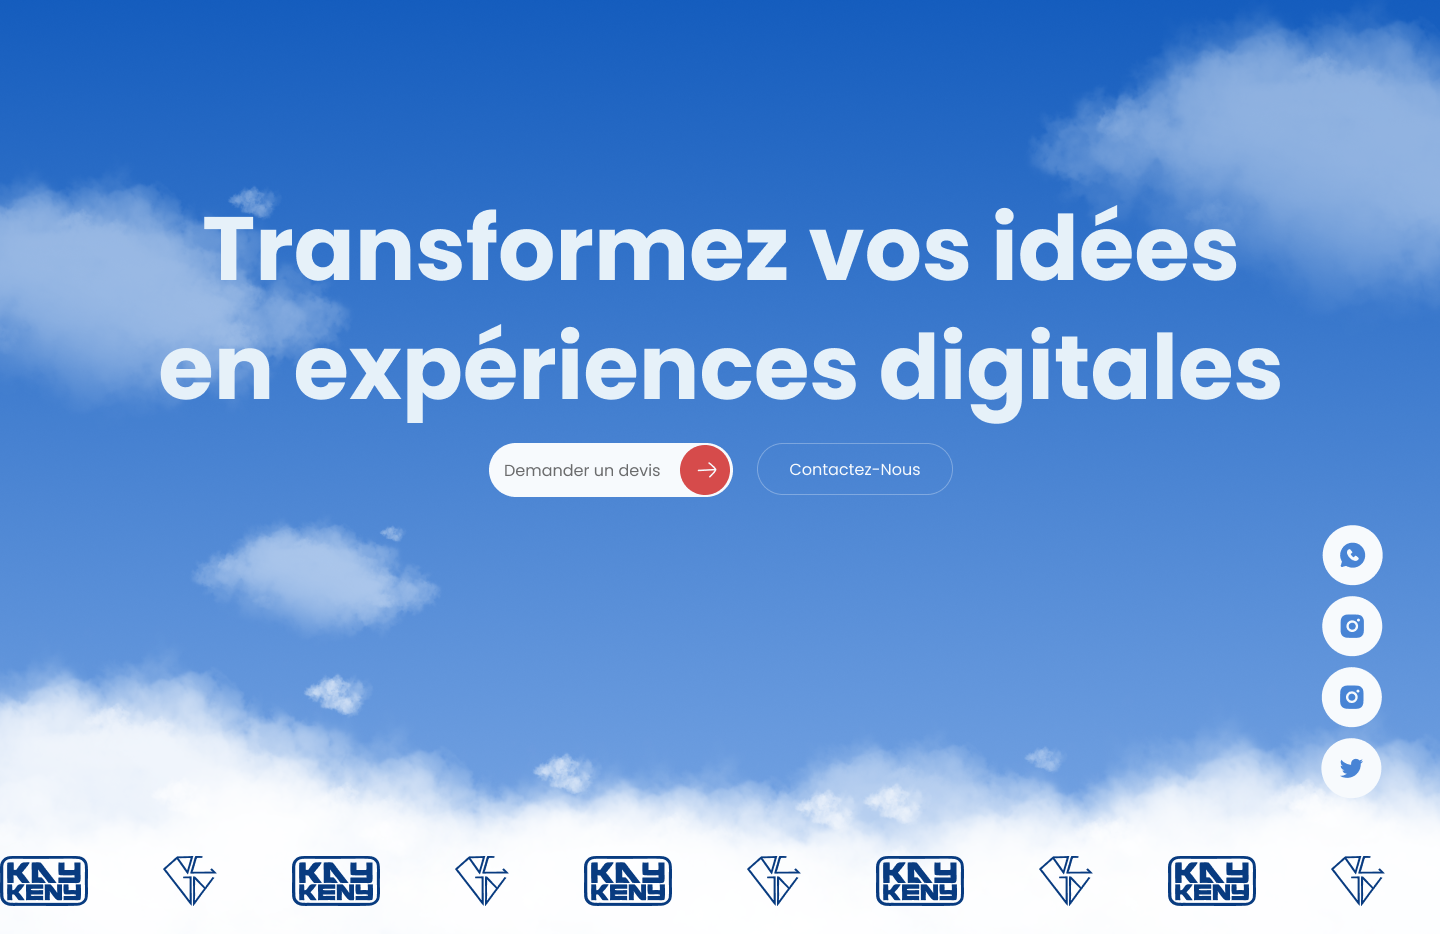 Transformez vos idées
en expériences digitales
Demander un devis
Contactez-Nous
KAY
KENY
KAY
KENY
KAY
KENY
KAY
KENY
KAY
KENY